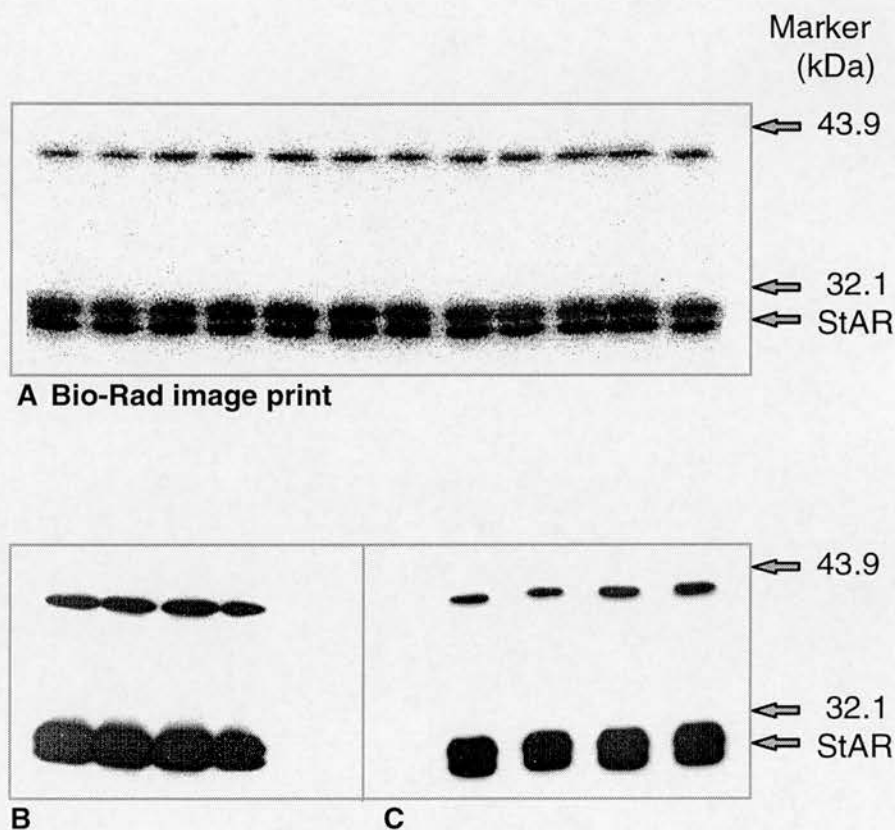 Marker
(kDa)
43.9
32.1
StAR
A Bio-Rad image print
43.9
32.1
StAR
B C